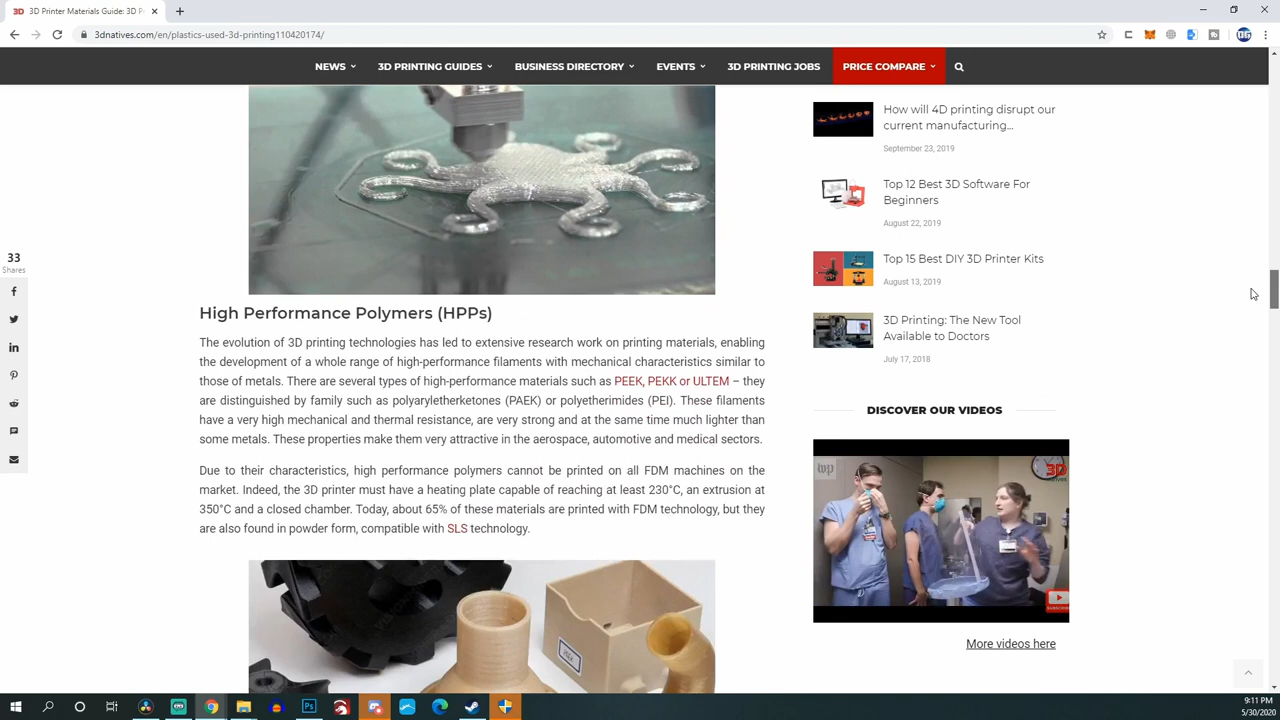 3D Printer Materials Guide: 3D P
3dnatives.com/en/plastics-used-3d-printing110420174/
NEWS
3D PRINTING GUIDES
BUSINESS DIRECTORY
EVENTS
3D PRINTING JOBS
PRICE COMPARE
33
Shares
High Performance Polymers (HPPs)
The evolution of 3D printing technologies has led to extensive research work on printing materials, enabling
the development of a whole range of high-performance filaments with mechanical characteristics similar to
those of metals. There are several types of high-performance materials such as PEEK, PEKK or ULTEM – they
are distinguished by family such as polyaryletherketones (PAEK) or polyetherimides (PEI). These filaments
have a very high mechanical and thermal resistance, are very strong and at the same time much lighter than
some metals. These properties make them very attractive in the aerospace, automotive and medical sectors.
Due to their characteristics, high performance polymers cannot be printed on all FDM machines on the
market. Indeed, the 3D printer must have a heating plate capable of reaching at least 230°C, an extrusion at
350°C and a closed chamber. Today, about 65% of these materials are printed with FDM technology, but they
are also found in powder form, compatible with SLS technology.
How will 4D printing disrupt our
current manufacturing...
September 23, 2019
Top 12 Best 3D Software For
Beginners
August 22, 2019
Top 15 Best DIY 3D Printer Kits
August 13, 2019
3D Printing: The New Tool
Available to Doctors
July 17, 2018
DISCOVER OUR VIDEOS
wp
3D
SUBSCRIBE
More videos here
9:11 PM
5/30/2020